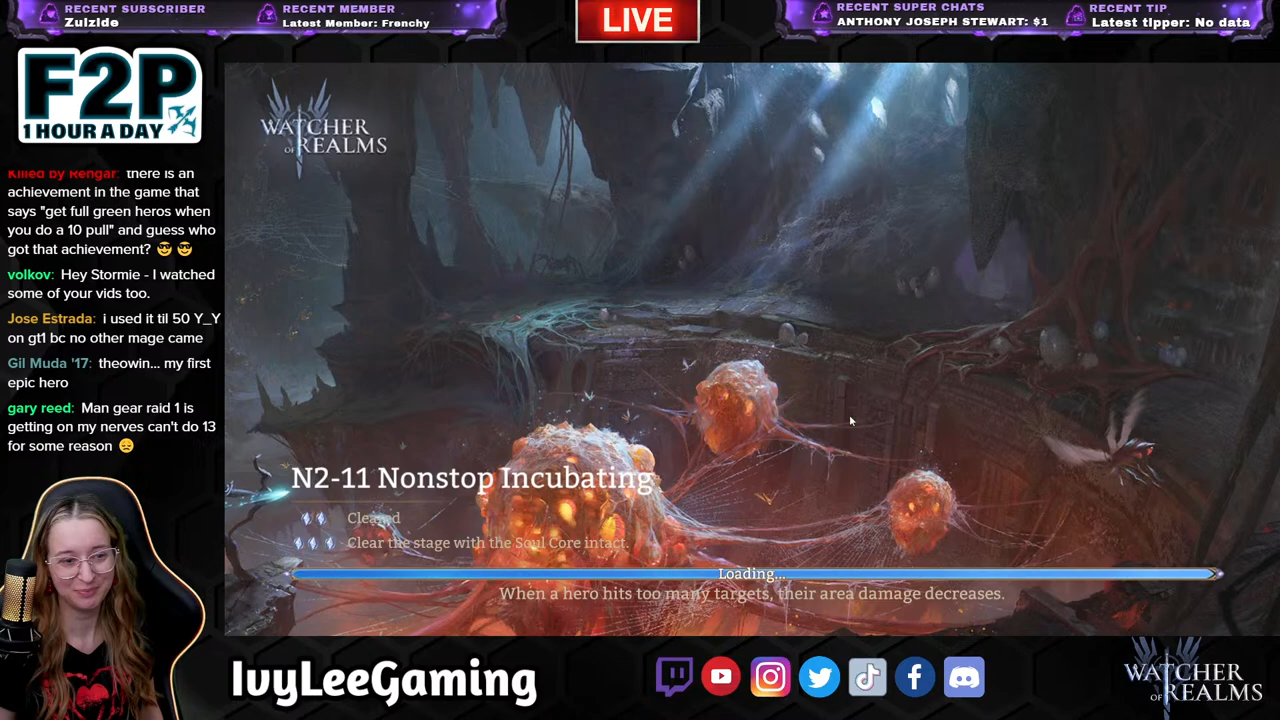 RECENT SUBSCRIBER
Zulzlde
RECENT MEMBER
Latest Member: Frenchy
LIVE
RECENT SUPER CHATS
ANTHONY JOSEPH STEWART: $1
RECENT TIP
Latest tipper: No data
F2P
1 HOUR A DAY
WATCHER
OF REALMS
Killed by Rengar: there is an
achievement in the game that
says "get full green heros when
you do a 10 pull" and guess who
got that achievement? 😎 😎
volkov: Hey Stormie - I watched
some of your vids too.
Jose Estrada: i used it til 50 Y_Y
on gt1 bc no other mage came
Gil Muda '17: theowin... my first
epic hero
gary reed: Man gear raid 1 is
getting on my nerves can't do 13
for some reason 😔
N2-11 Nonstop Incubating
Cleared
Clear the stage with the Soul Core intact.
Loading...
When a hero hits too many targets, their area damage decreases.
IvyLeeGaming
WATCHER
OF REALMS